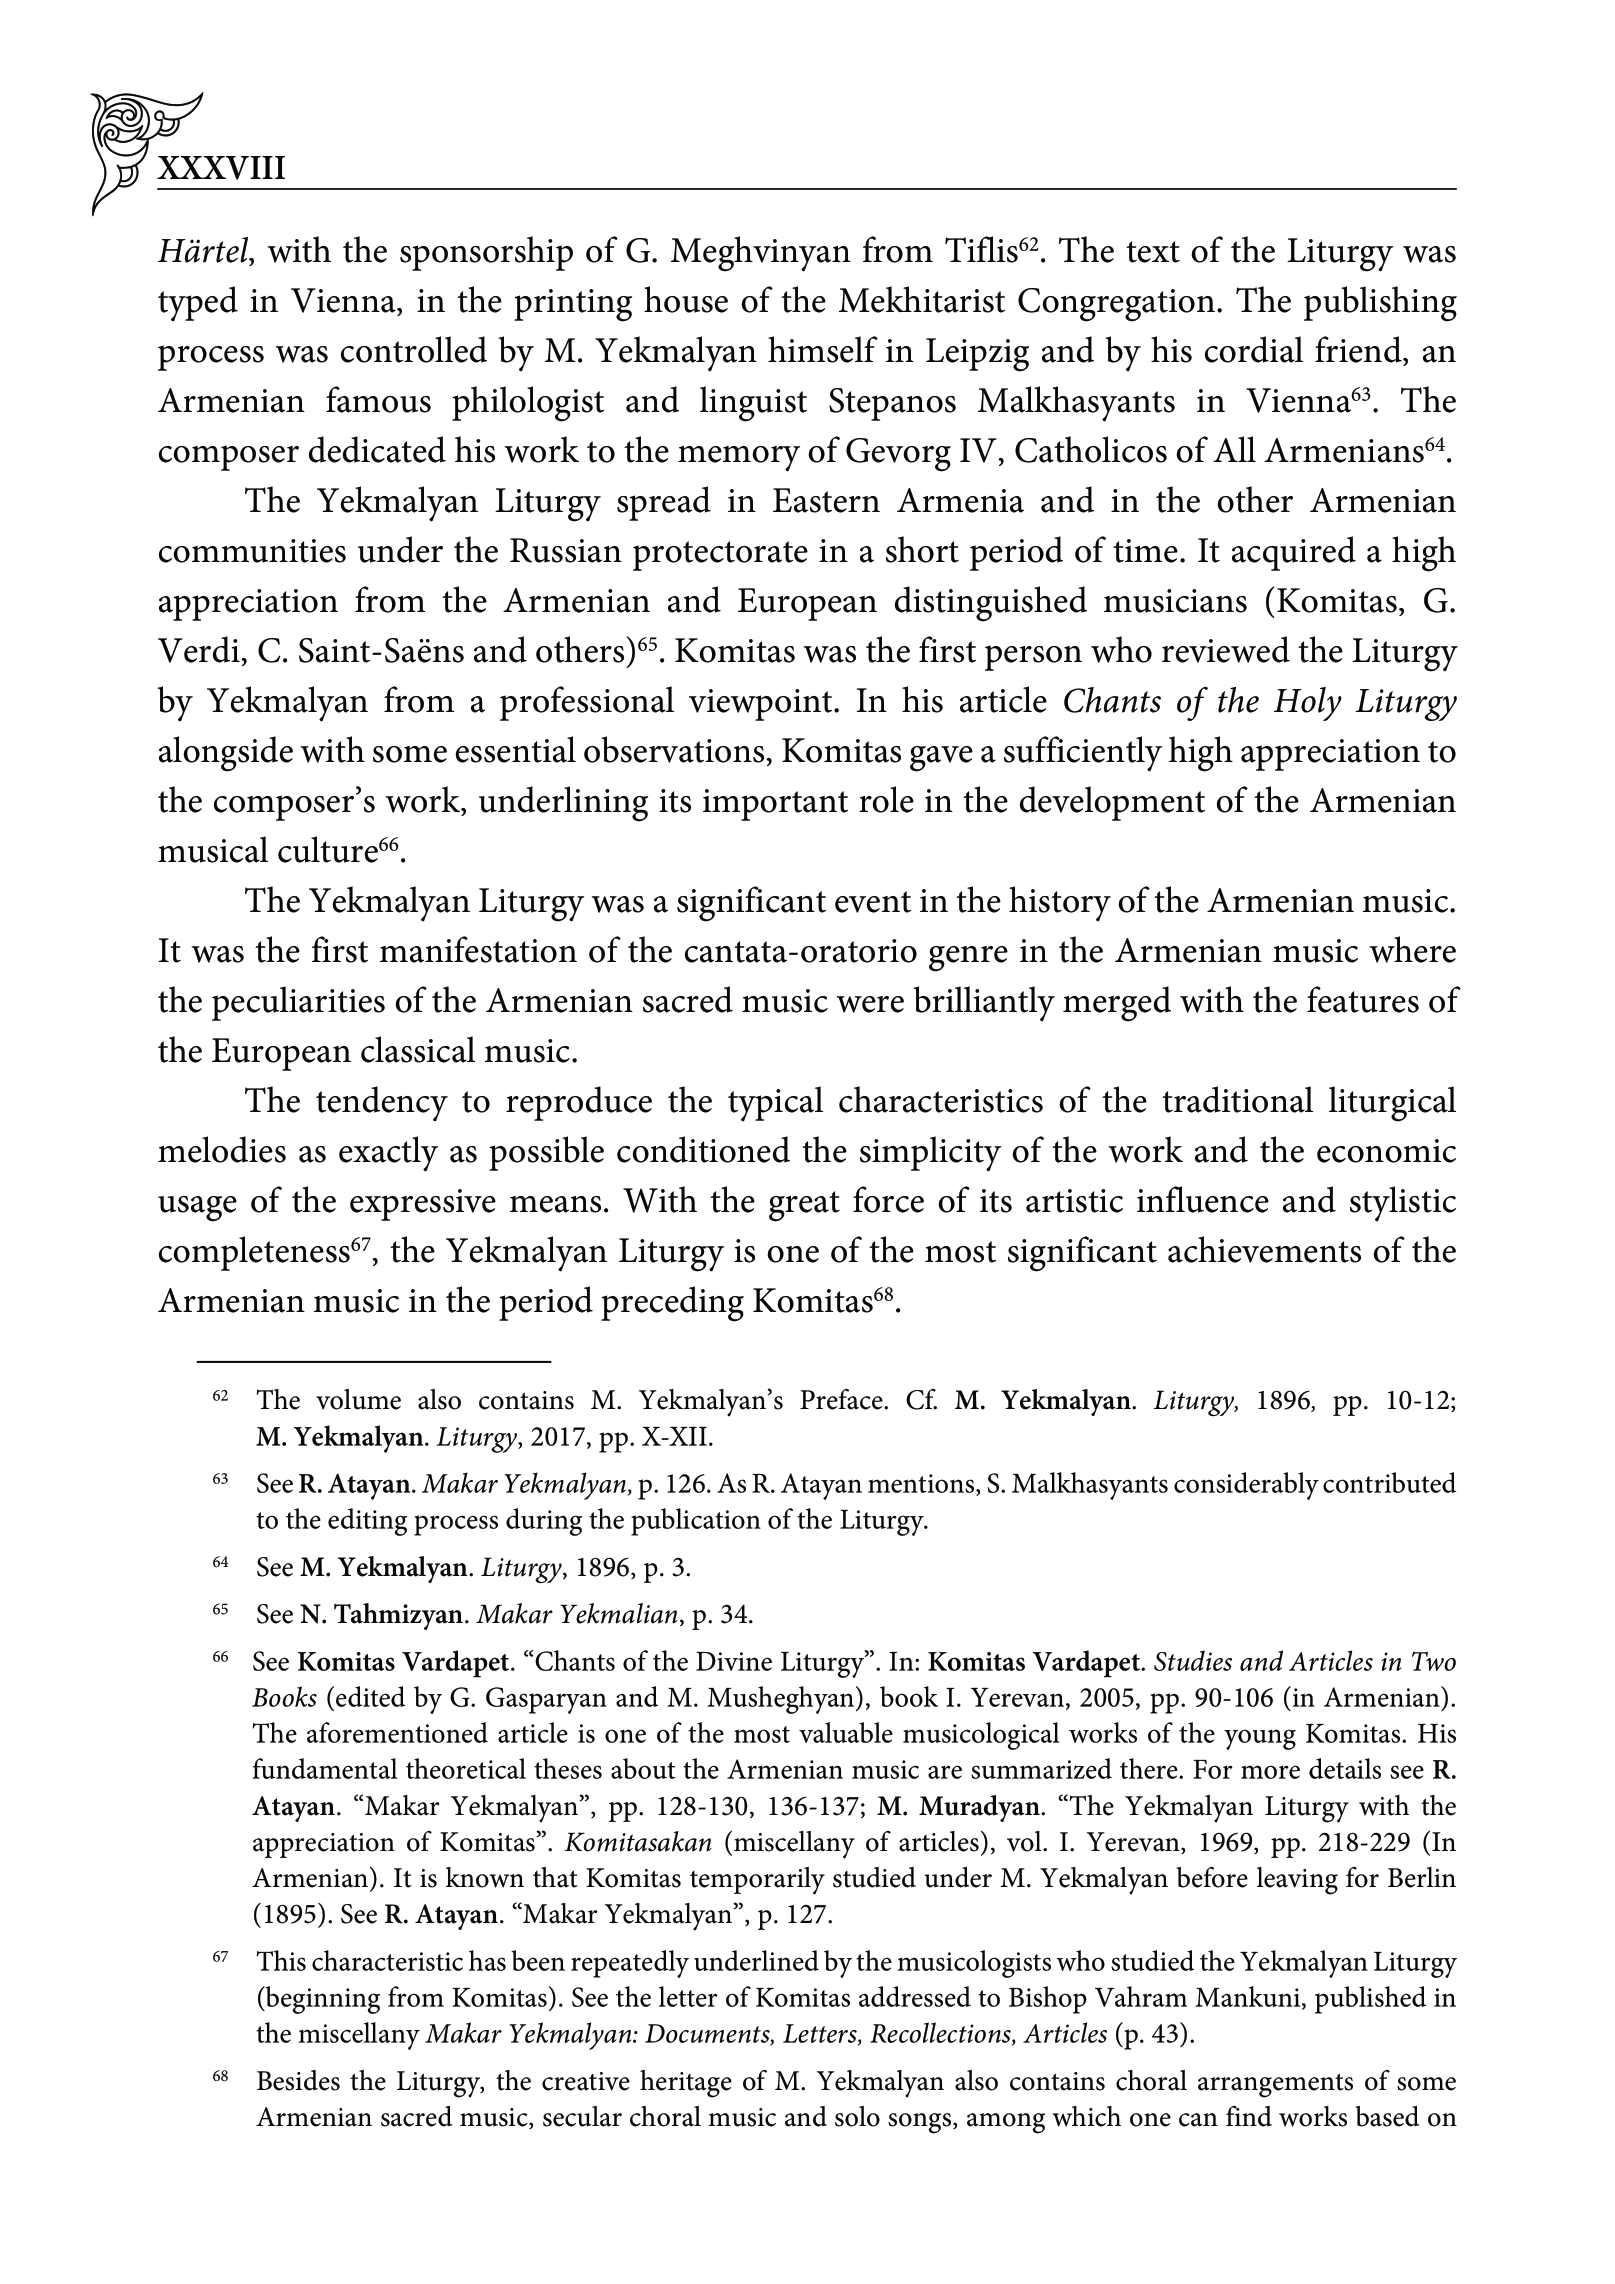 XXXVIII
Härtel, with the sponsorship of G. Meghvinyan from Tiflis62. The text of the Liturgy was
typed in Vienna, in the printing house of the Mekhitarist Congregation. The publishing
process was controlled by M. Yekmalyan himself in Leipzig and by his cordial friend, an
Armenian famous philologist and linguist Stepanos Malkhasyants in Vienna63. The
composer dedicated his work to the memory of Gevorg IV, Catholicos of All Armenians64.
The Yekmalyan Liturgy spread in Eastern Armenia and in the other Armenian
communities under the Russian protectorate in a short period of time. It acquired a high
appreciation from the Armenian and European distinguished musicians (Komitas, G.
Verdi, C. Saint-Saëns and others)65. Komitas was the first person who reviewed the Liturgy
by Yekmalyan from a professional viewpoint. In his article Chants of the Holy Liturgy
alongside with some essential observations, Komitas gave a sufficiently high appreciation to
the composer’s work, underlining its important role in the development of the Armenian
musical culture66.
The Yekmalyan Liturgy was a significant event in the history of the Armenian music.
It was the first manifestation of the cantata-oratorio genre in the Armenian music where
the peculiarities of the Armenian sacred music were brilliantly merged with the features of
the European classical music.
The tendency to reproduce the typical characteristics of the traditional liturgical
melodies as exactly as possible conditioned the simplicity of the work and the economic
usage of the expressive means. With the great force of its artistic influence and stylistic
completeness67, the Yekmalyan Liturgy is one of the most significant achievements of the
Armenian music in the period preceding Komitas68.
62 The volume also contains M. Yekmalyan’s Preface. Cf. M. Yekmalyan. Liturgy, 1896, pp. 10-12;
M. Yekmalyan. Liturgy, 2017, pp. X-XII.
63 See R. Atayan. Makar Yekmalyan, p. 126. As R. Atayan mentions, S. Malkhasyants considerably contributed
to the editing process during the publication of the Liturgy.
64 See M. Yekmalyan. Liturgy, 1896, p. 3.
65 See N. Tahmizyan. Makar Yekmalian, p. 34.
66 See Komitas Vardapet. “Chants of the Divine Liturgy”. In: Komitas Vardapet. Studies and Articles in Two
Books (edited by G. Gasparyan and M. Musheghyan), book I. Yerevan, 2005, pp. 90-106 (in Armenian).
The aforementioned article is one of the most valuable musicological works of the young Komitas. His
fundamental theoretical theses about the Armenian music are summarized there. For more details see R.
Atayan. “Makar Yekmalyan”, pp. 128-130, 136-137; M. Muradyan. “The Yekmalyan Liturgy with the
appreciation of Komitas”. Komitasakan (miscellany of articles), vol. I. Yerevan, 1969, pp. 218-229 (In
Armenian). It is known that Komitas temporarily studied under M. Yekmalyan before leaving for Berlin
(1895). See R. Atayan. “Makar Yekmalyan”, p. 127.
67 This characteristic has been repeatedly underlined by the musicologists who studied the Yekmalyan Liturgy
(beginning from Komitas). See the letter of Komitas addressed to Bishop Vahram Mankuni, published in
the miscellany Makar Yekmalyan: Documents, Letters, Recollections, Articles (p. 43).
68 Besides the Liturgy, the creative heritage of M. Yekmalyan also contains choral arrangements of some
Armenian sacred music, secular choral music and solo songs, among which one can find works based on